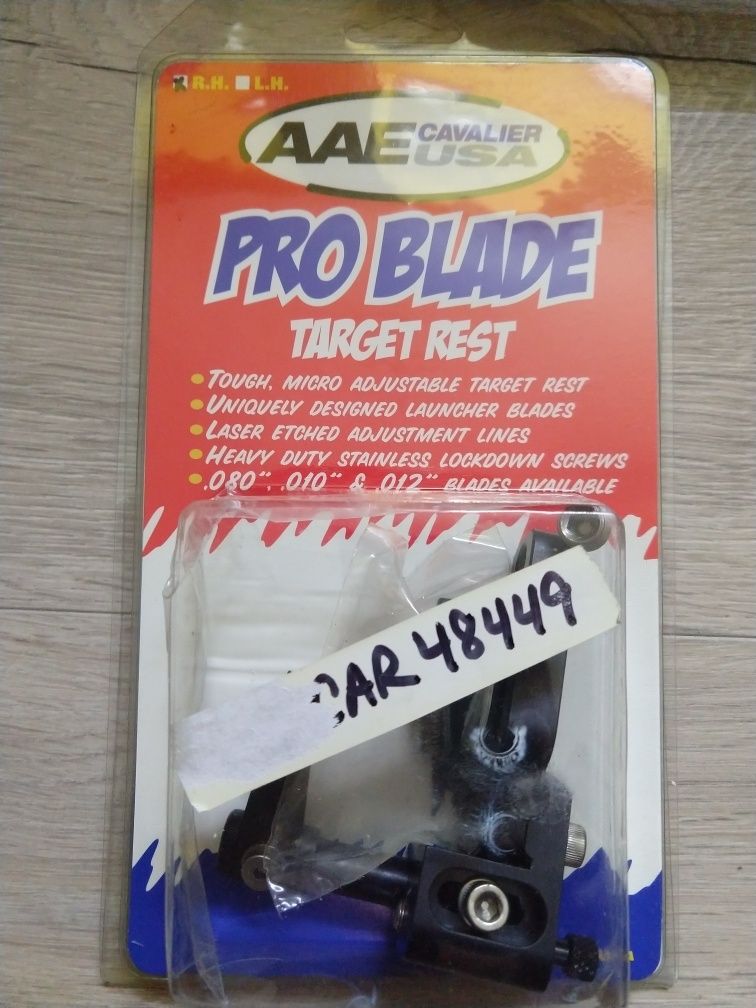 R.H. L.H.
AAE CAVALIER USA
PRO BLADE
TARGET REST
TOUGH, MICRO ADJUSTABLE TARGET REST
UNIQUELY DESIGNED LAUNCHER BLADES
LASER ETCHED ADJUSTMENT LINES
HEAVY DUTY STAINLESS LOCKDOWN SCREWS
.080", .010" & .012" BLADES AVAILABLE
CAR 48449